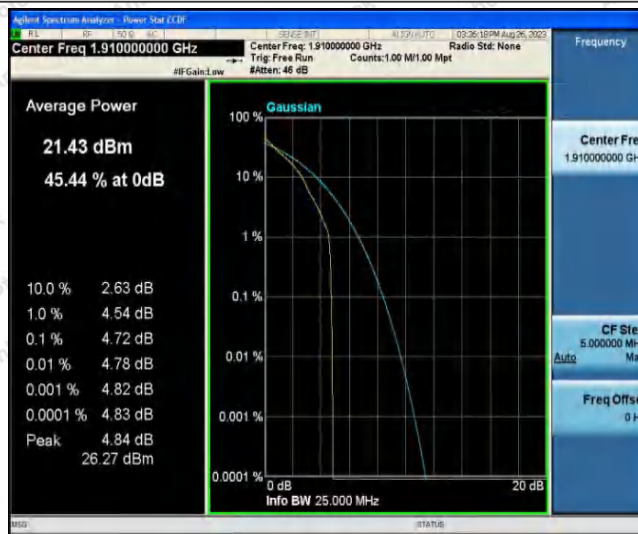 Agilent Spectrum Analyzer - Power Stat CCDF
RL RF 50 Ω AC SENSE:INT ALIGN AUTO 03:26:18 PM Aug 26, 2023
Center Freq 1.910000000 GHz
Center Freq: 1.910000000 GHz Radio Std: None
Trig: Free Run Counts:1.00 M/1.00 Mpt
#IFGain:Low #Atten: 46 dB
Frequency
Average Power
21.43 dBm
45.44 % at 0dB
10.0 % 2.63 dB
1.0 % 4.54 dB
0.1 % 4.72 dB
0.01 % 4.78 dB
0.001 % 4.82 dB
0.0001 % 4.83 dB
Peak 4.84 dB
26.27 dBm
Gaussian
100 %
10 %
1 %
0.1 %
0.01 %
0.001 %
0.0001 %
0 dB 20 dB
Info BW 25.000 MHz
Center Fre
1.910000000 GH
CF Ste
5.000000 MH
Auto Ma
Freq Offse
0 H
MSG STATUS